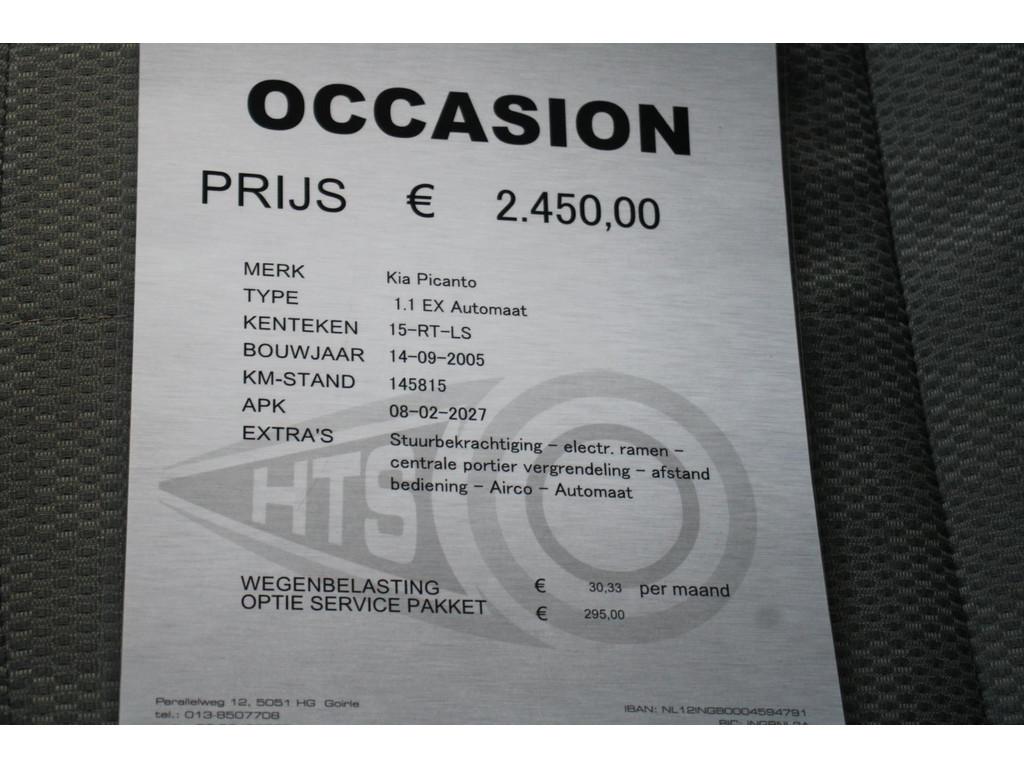 OCCASION
PRIJS € 2.450,00
MERK Kia Picanto
TYPE 1.1 EX Automaat
KENTEKEN 15-RT-LS
BOUWJAAR 14-09-2005
KM-STAND 145815
APK 08-02-2027
EXTRA'S Stuurbekrachtiging - electr. ramen -
centrale portier vergrendeling - afstand
bediening - Airco - Automaat
HTS
WEGENBELASTING € 30,33 per maand
OPTIE SERVICE PAKKET € 295,00
Parallelweg 12, 5051 HG Goirle
tel.: 013-8507708
IBAN: NL12INGB0004594791